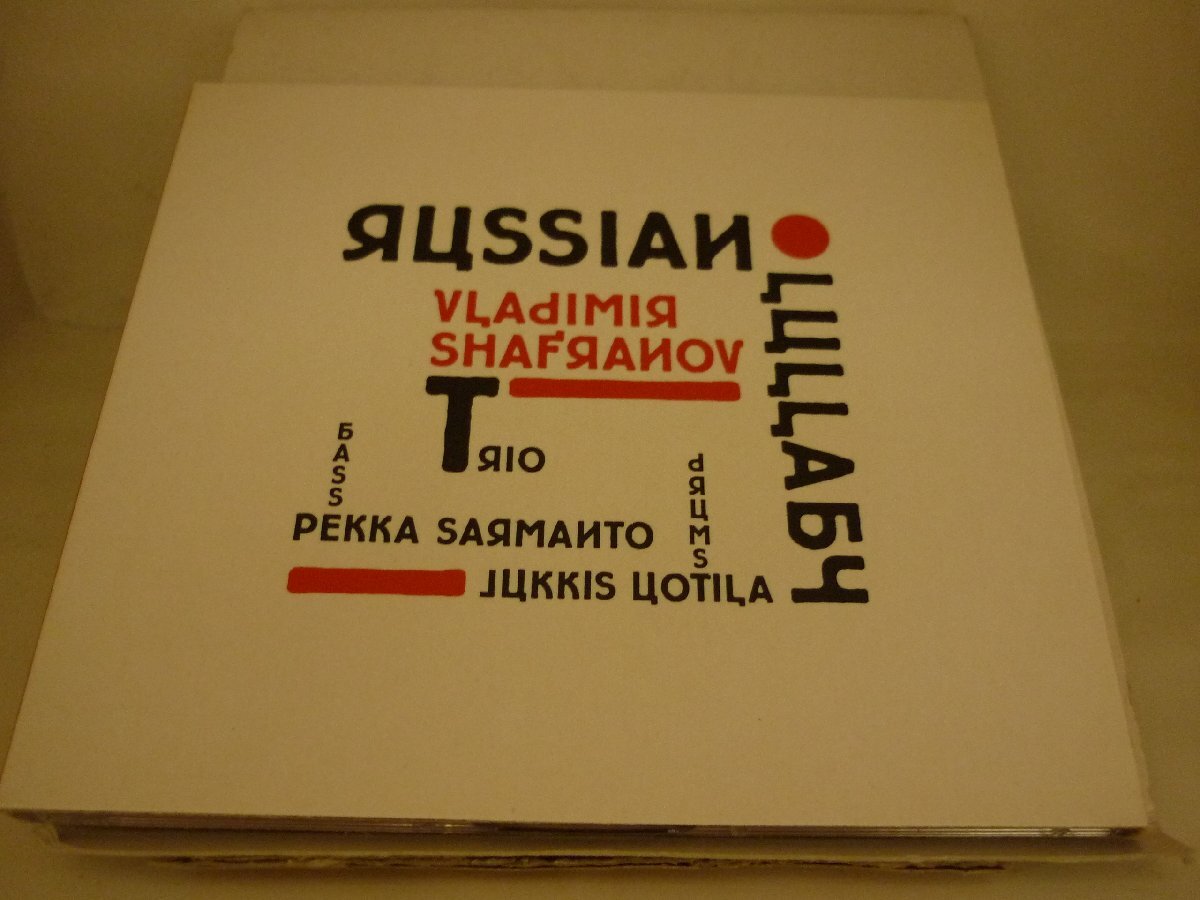 RUSSIAN
LULLABY
VLADIMIR
SHAFRANOV
TRIO
BASS
PEKKA SARMANTO
DRUMS
JUKKIS UOTILA